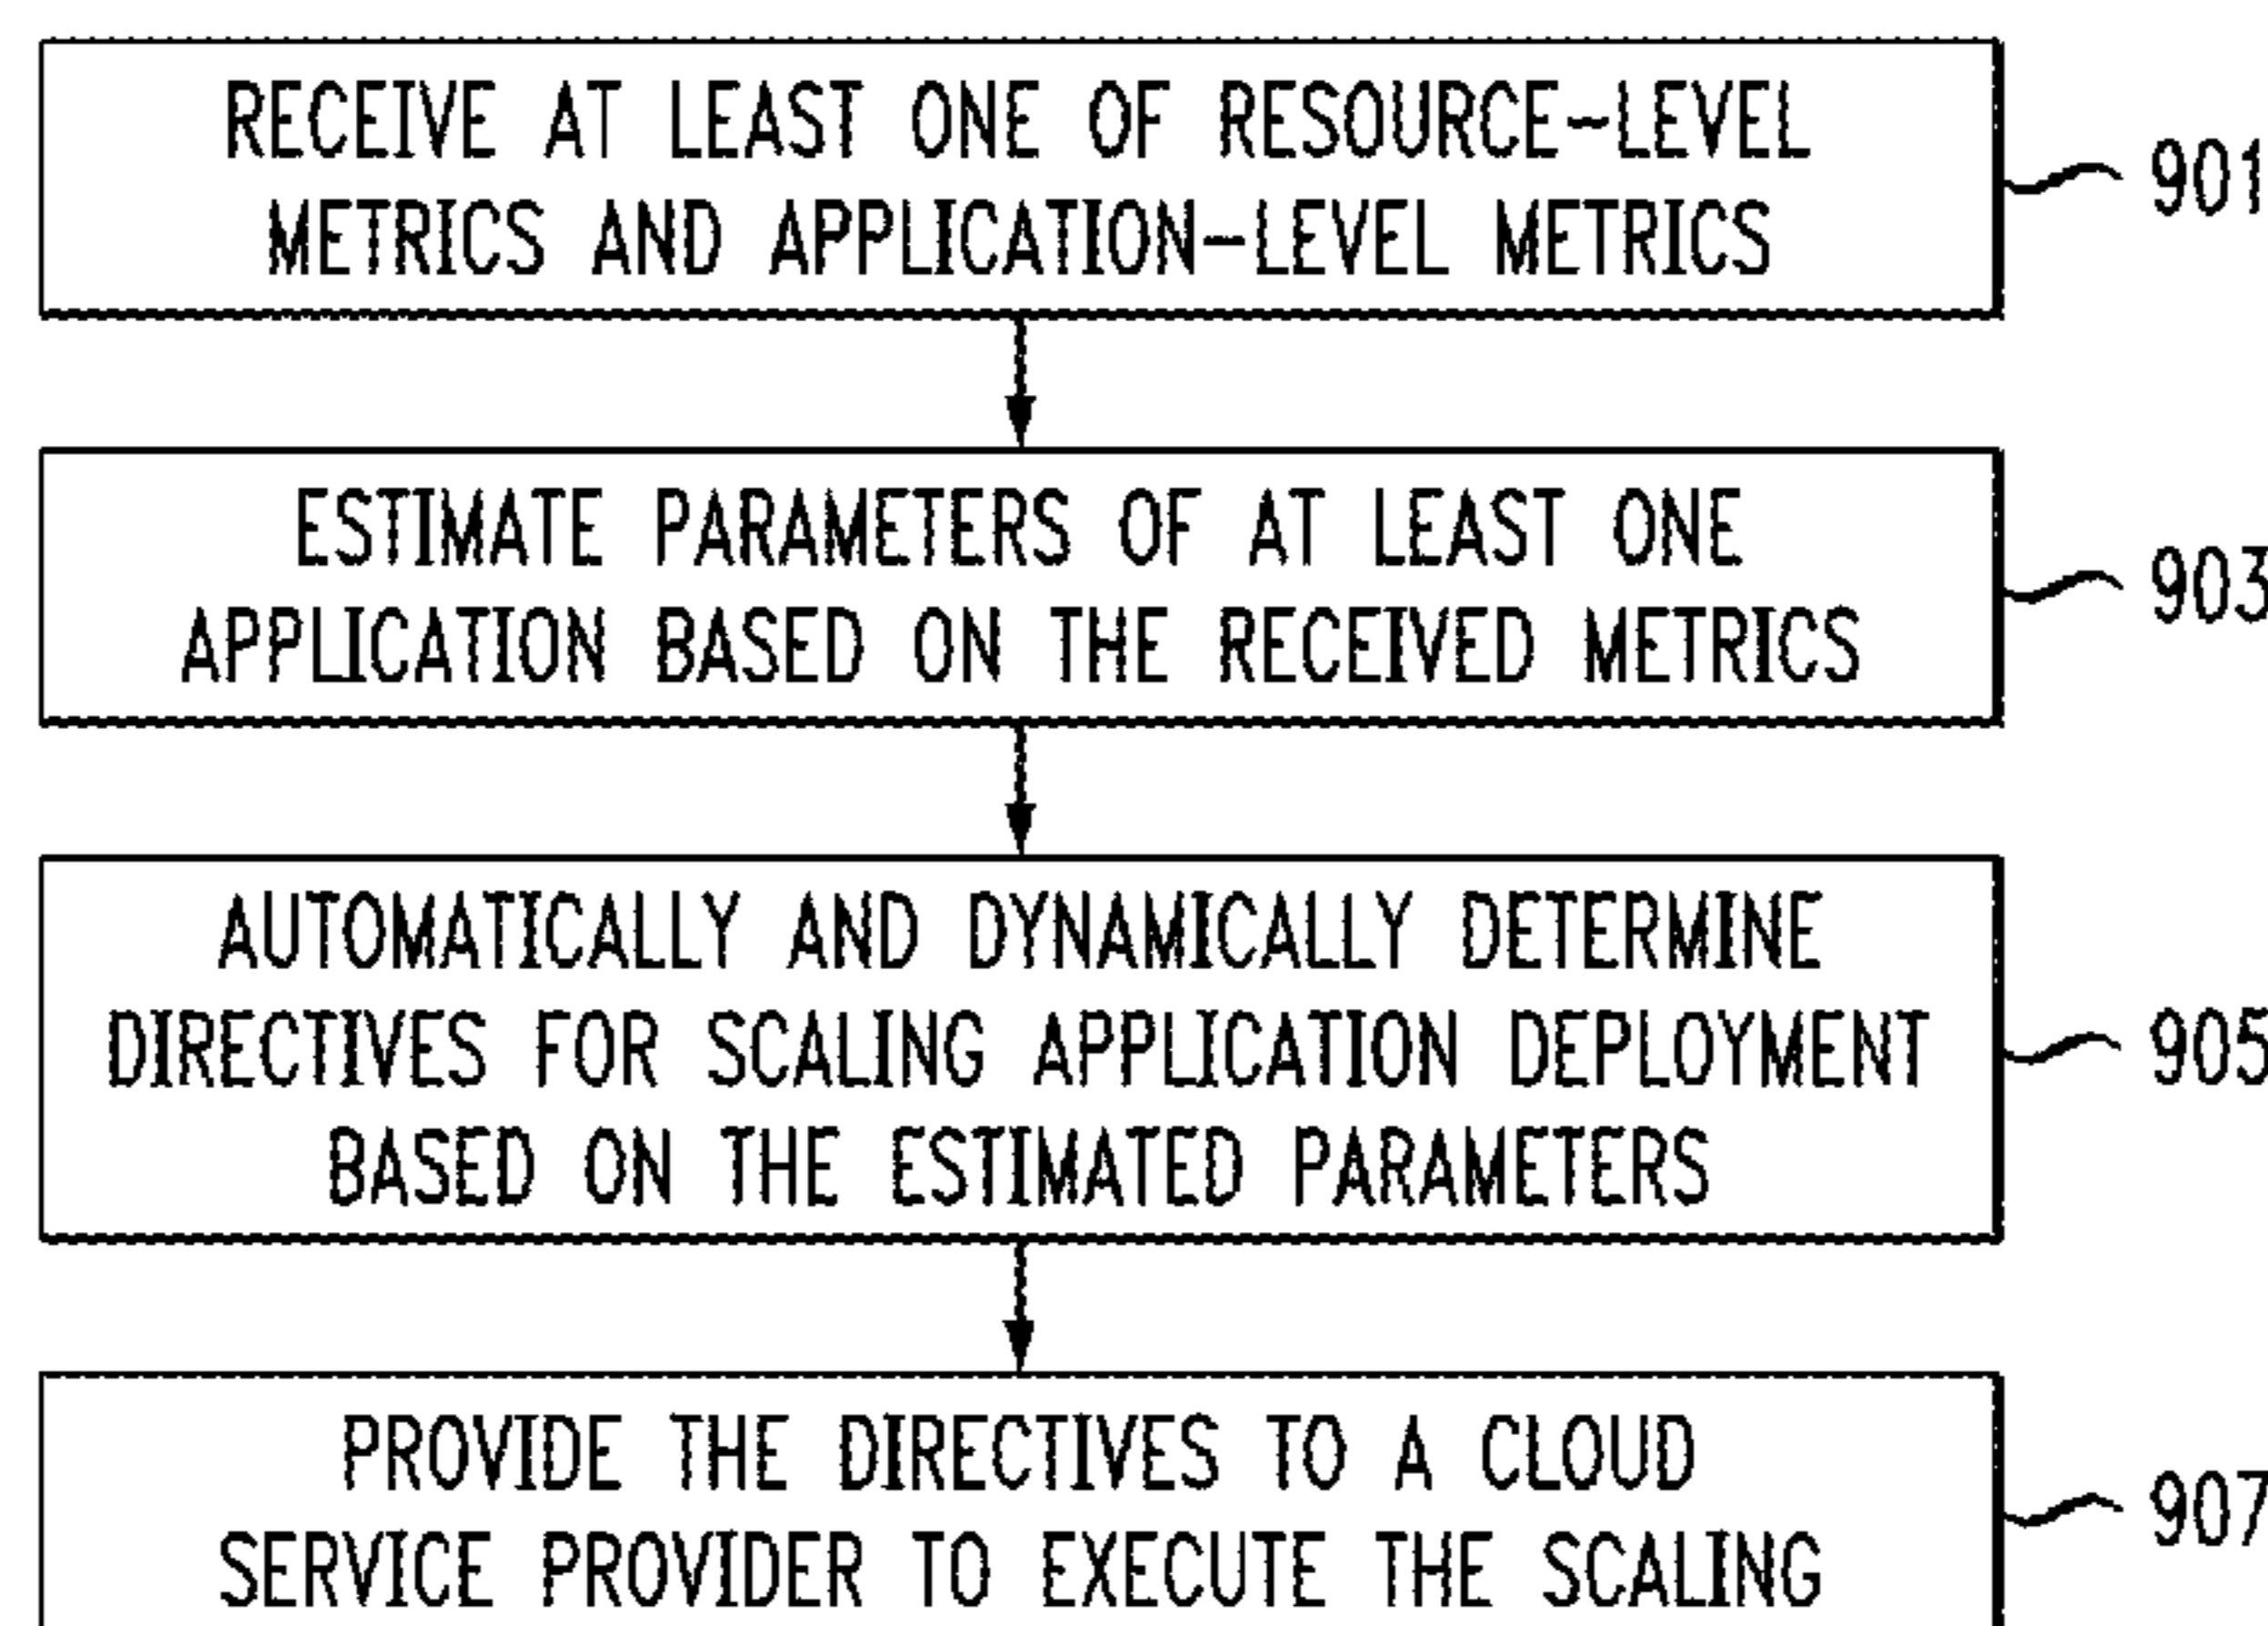 RECEIVE AT LEAST ONE OF RESOURCE-LEVEL
METRICS AND APPLICATION-LEVEL METRICS
901
ESTIMATE PARAMETERS OF AT LEAST ONE
APPLICATION BASED ON THE RECEIVED METRICS
903
AUTOMATICALLY AND DYNAMICALLY DETERMINE
DIRECTIVES FOR SCALING APPLICATION DEPLOYMENT
BASED ON THE ESTIMATED PARAMETERS
905
PROVIDE THE DIRECTIVES TO A CLOUD
SERVICE PROVIDER TO EXECUTE THE SCALING
907